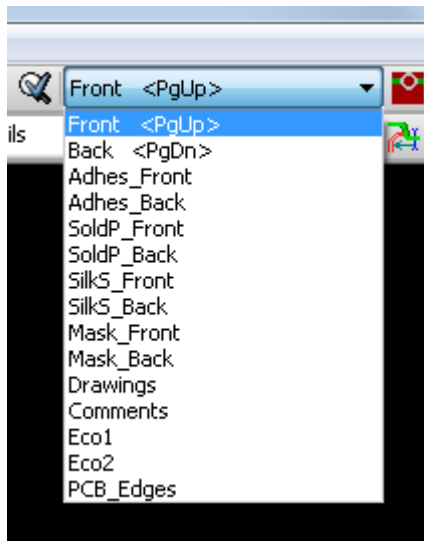 Front <PgUp>
ils
Front <PgUp>
Back <PgDn>
Adhes_Front
Adhes_Back
SoldP_Front
SoldP_Back
SilkS_Front
SilkS_Back
Mask_Front
Mask_Back
Drawings
Comments
Eco1
Eco2
PCB_Edges